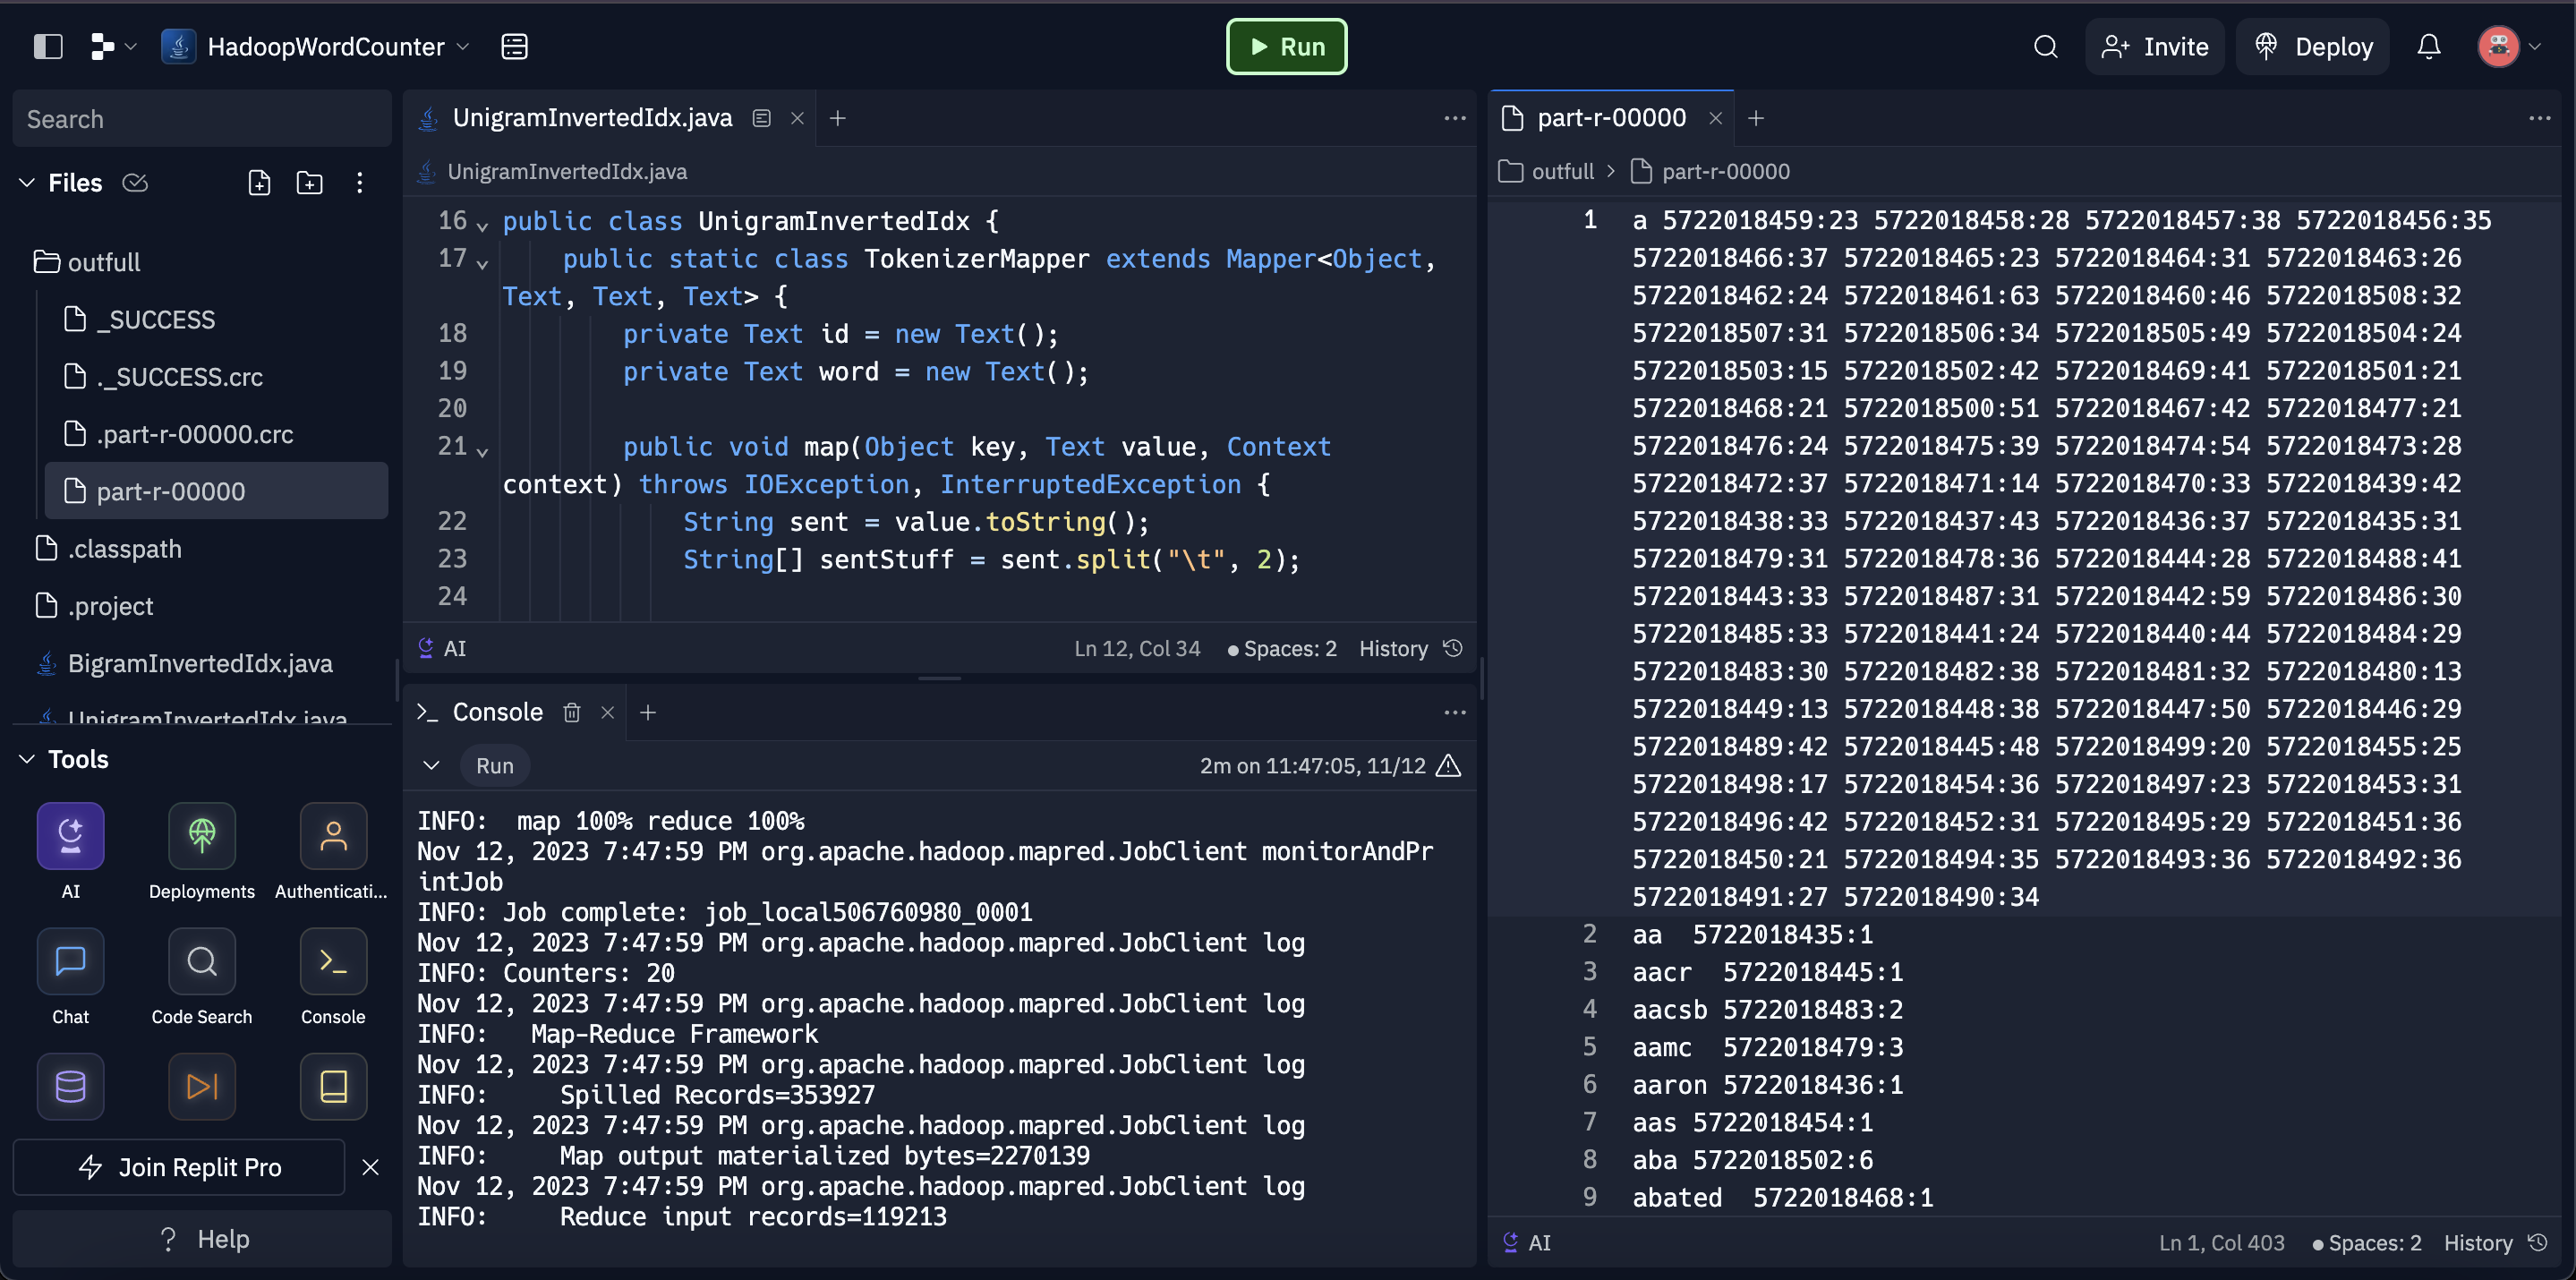 HadoopWordCounter
Run
Invite
Deploy
Search
Files
outfull
_SUCCESS
._SUCCESS.crc
.part-r-00000.crc
part-r-00000
.classpath
.project
BigramInvertedIdx.java
UnigramInvertedIdx.java
Tools
AI
Deployments
Authenticati...
Chat
Code Search
Console
Join Replit Pro
? Help
UnigramInvertedIdx.java
UnigramInvertedIdx.java
16 public class UnigramInvertedIdx {
17 public static class TokenizerMapper extends Mapper<Object,
Text, Text, Text> {
18 private Text id = new Text();
19 private Text word = new Text();
20
21 public void map(Object key, Text value, Context
context) throws IOException, InterruptedException {
22 String sent = value.toString();
23 String[] sentStuff = sent.split("\t", 2);
24
AI
Ln 12, Col 34
Spaces: 2
History
Console
Run
2m on 11:47:05, 11/12
INFO:  map 100% reduce 100%
Nov 12, 2023 7:47:59 PM org.apache.hadoop.mapred.JobClient monitorAndPr
intJob
INFO: Job complete: job_local506760980_0001
Nov 12, 2023 7:47:59 PM org.apache.hadoop.mapred.JobClient log
INFO: Counters: 20
Nov 12, 2023 7:47:59 PM org.apache.hadoop.mapred.JobClient log
INFO:   Map-Reduce Framework
Nov 12, 2023 7:47:59 PM org.apache.hadoop.mapred.JobClient log
INFO:     Spilled Records=353927
Nov 12, 2023 7:47:59 PM org.apache.hadoop.mapred.JobClient log
INFO:     Map output materialized bytes=2270139
Nov 12, 2023 7:47:59 PM org.apache.hadoop.mapred.JobClient log
INFO:     Reduce input records=119213
part-r-00000
outfull > part-r-00000
1 a 5722018459:23 5722018458:28 5722018457:38 5722018456:35
5722018466:37 5722018465:23 5722018464:31 5722018463:26
5722018462:24 5722018461:63 5722018460:46 5722018508:32
5722018507:31 5722018506:34 5722018505:49 5722018504:24
5722018503:15 5722018502:42 5722018469:41 5722018501:21
5722018468:21 5722018500:51 5722018467:42 5722018477:21
5722018476:24 5722018475:39 5722018474:54 5722018473:28
5722018472:37 5722018471:14 5722018470:33 5722018439:42
5722018438:33 5722018437:43 5722018436:37 5722018435:31
5722018479:31 5722018478:36 5722018444:28 5722018488:41
5722018443:33 5722018487:31 5722018442:59 5722018486:30
5722018485:33 5722018441:24 5722018440:44 5722018484:29
5722018483:30 5722018482:38 5722018481:32 5722018480:13
5722018449:13 5722018448:38 5722018447:50 5722018446:29
5722018489:42 5722018445:48 5722018499:20 5722018455:25
5722018498:17 5722018454:36 5722018497:23 5722018453:31
5722018496:42 5722018452:31 5722018495:29 5722018451:36
5722018450:21 5722018494:35 5722018493:36 5722018492:36
5722018491:27 5722018490:34
2 aa  5722018435:1
3 aacr  5722018445:1
4 aacsb 5722018483:2
5 aamc  5722018479:3
6 aaron 5722018436:1
7 aas 5722018454:1
8 aba 5722018502:6
9 abated  5722018468:1
AI
Ln 1, Col 403
Spaces: 2
History